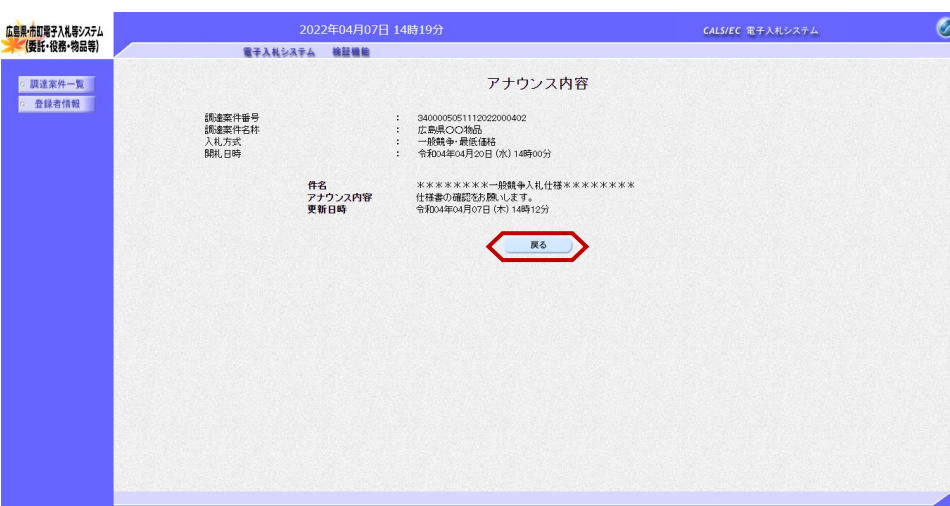 広島県・市町電子入札等システム
(委託・役務・物品等)
2022年04月07日 14時19分
CALS/EC 電子入札システム
電子入札システム 検証機能
調達案件一覧
登録者情報
アナウンス内容
調達案件番号 : 3400005051112022000402
調達案件名称 : 広島県〇〇物品
入札方式 : 一般競争・最低価格
開札日時 : 令和04年04月20日(水)14時00分
件名 ********一般競争入札仕様********
アナウンス内容 仕様書の確認をお願いします。
更新日時 令和04年04月07日(木)14時12分
戻る